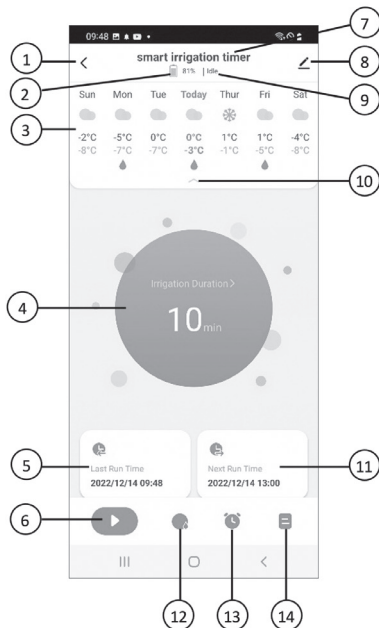 09:48
7
smart irrigation timer
1
8
2
81% | Idle
9
Sun Mon Tue Today Thur Fri Sat
3
-2°C -5°C 0°C 0°C 1°C 1°C -4°C
-8°C -7°C -7°C -3°C -1°C -5°C -8°C
10
Irrigation Duration >
4
10 min
5
Last Run Time
Next Run Time
11
2022/12/14 09:48
2022/12/14 13:00
6
12
13
14